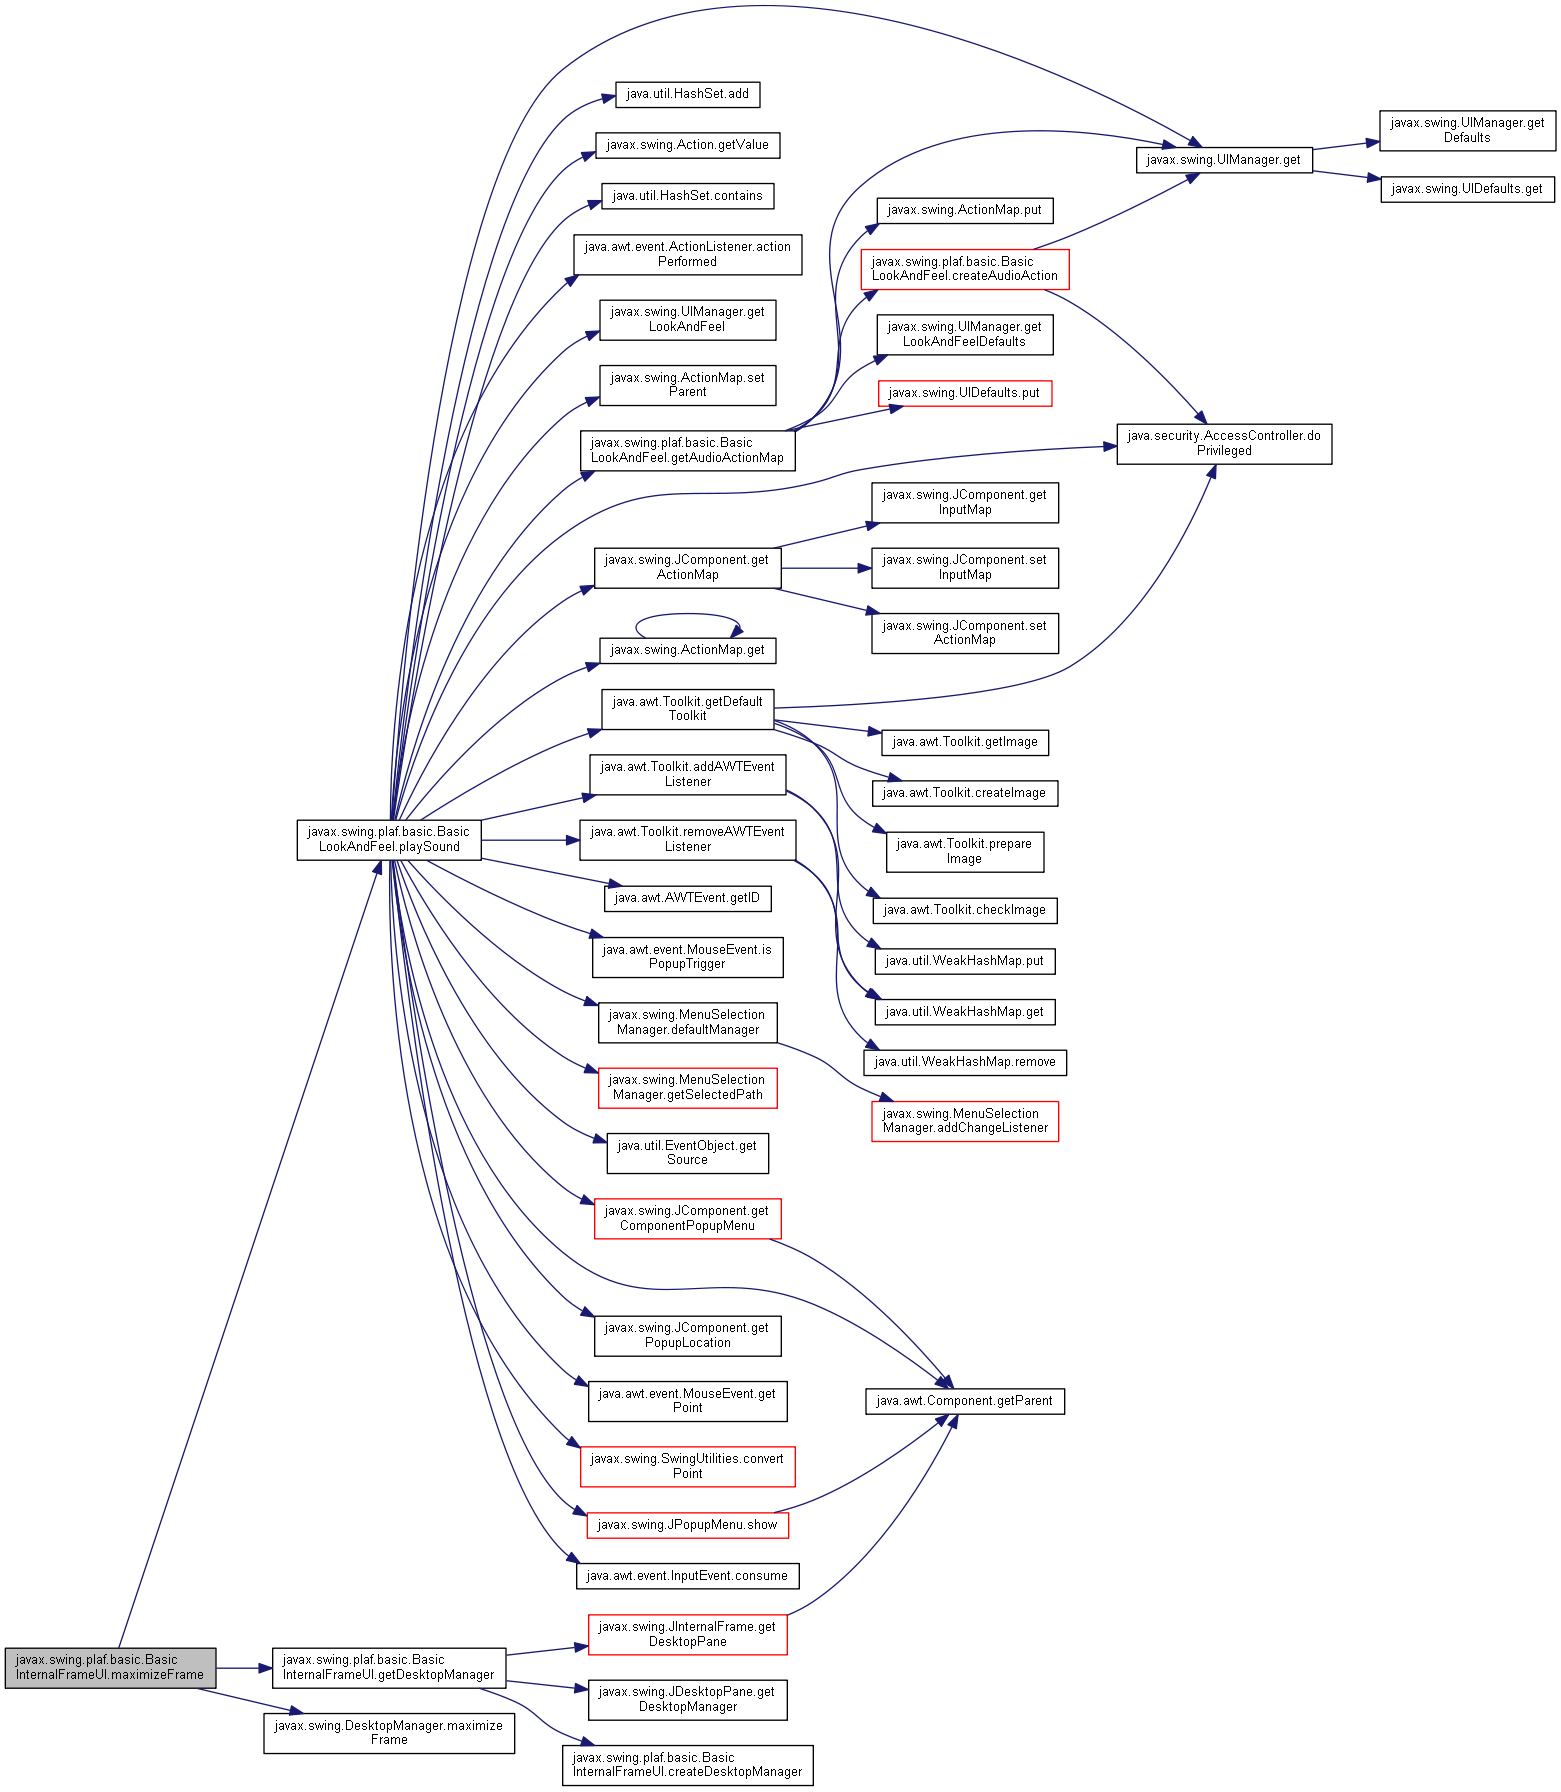 java.util.HashSet.add
javax.swing.Action.getValue
java.util.HashSet.contains
java.awt.event.ActionListener.action
Performed
javax.swing.UIManager.get
LookAndFeel
javax.swing.ActionMap.set
Parent
javax.swing.plaf.basic.Basic
LookAndFeel.getAudioActionMap
javax.swing.JComponent.get
ActionMap
javax.swing.ActionMap.get
java.awt.Toolkit.getDefault
Toolkit
java.awt.Toolkit.addAWTEvent
Listener
java.awt.Toolkit.removeAWTEvent
Listener
java.awt.AWTEvent.getID
java.awt.event.MouseEvent.is
PopupTrigger
javax.swing.MenuSelection
Manager.defaultManager
javax.swing.MenuSelection
Manager.getSelectedPath
java.util.EventObject.get
Source
javax.swing.JComponent.get
ComponentPopupMenu
javax.swing.JComponent.get
PopupLocation
java.awt.event.MouseEvent.get
Point
javax.swing.SwingUtilities.convert
Point
javax.swing.JPopupMenu.show
java.awt.event.InputEvent.consume
javax.swing.JInternalFrame.get
DesktopPane
javax.swing.JDesktopPane.get
DesktopManager
javax.swing.plaf.basic.Basic
InternalFrameUI.createDesktopManager
javax.swing.plaf.basic.Basic
LookAndFeel.playSound
javax.swing.plaf.basic.Basic
InternalFrameUI.maximizeFrame
javax.swing.plaf.basic.Basic
InternalFrameUI.getDesktopManager
javax.swing.DesktopManager.maximize
Frame
javax.swing.ActionMap.put
javax.swing.plaf.basic.Basic
LookAndFeel.createAudioAction
javax.swing.UIManager.get
LookAndFeelDefaults
javax.swing.UIDefaults.put
javax.swing.JComponent.get
InputMap
javax.swing.JComponent.set
InputMap
javax.swing.JComponent.set
ActionMap
java.awt.Toolkit.getImage
java.awt.Toolkit.createImage
java.awt.Toolkit.prepare
Image
java.awt.Toolkit.checkImage
java.util.WeakHashMap.put
java.util.WeakHashMap.get
java.util.WeakHashMap.remove
javax.swing.MenuSelection
Manager.addChangeListener
java.awt.Component.getParent
javax.swing.UIManager.get
java.security.AccessController.do
Privileged
javax.swing.UIManager.get
Defaults
javax.swing.UIDefaults.get